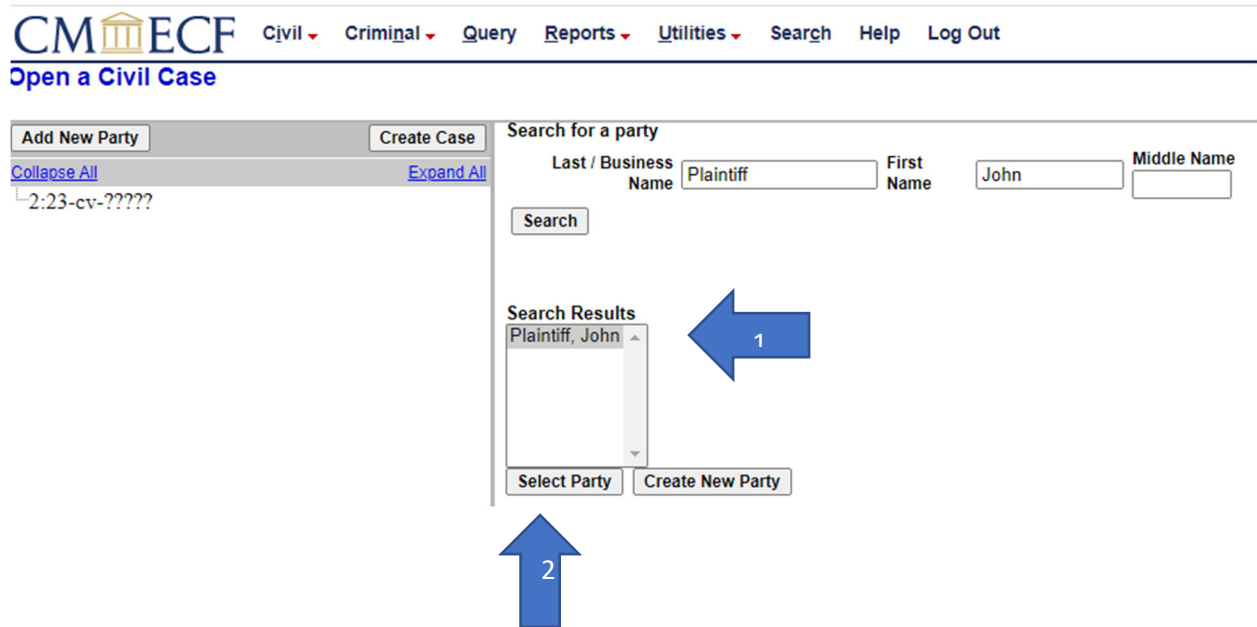 CM ECF Civil Criminal Query Reports Utilities Search Help Log Out
Open a Civil Case
Add New Party Create Case
Collapse All Expand All
2:23-cv-?????
Search for a party
Last / Business Name Plaintiff First Name John Middle Name
Search
Search Results
Plaintiff, John
1
Select Party Create New Party
2